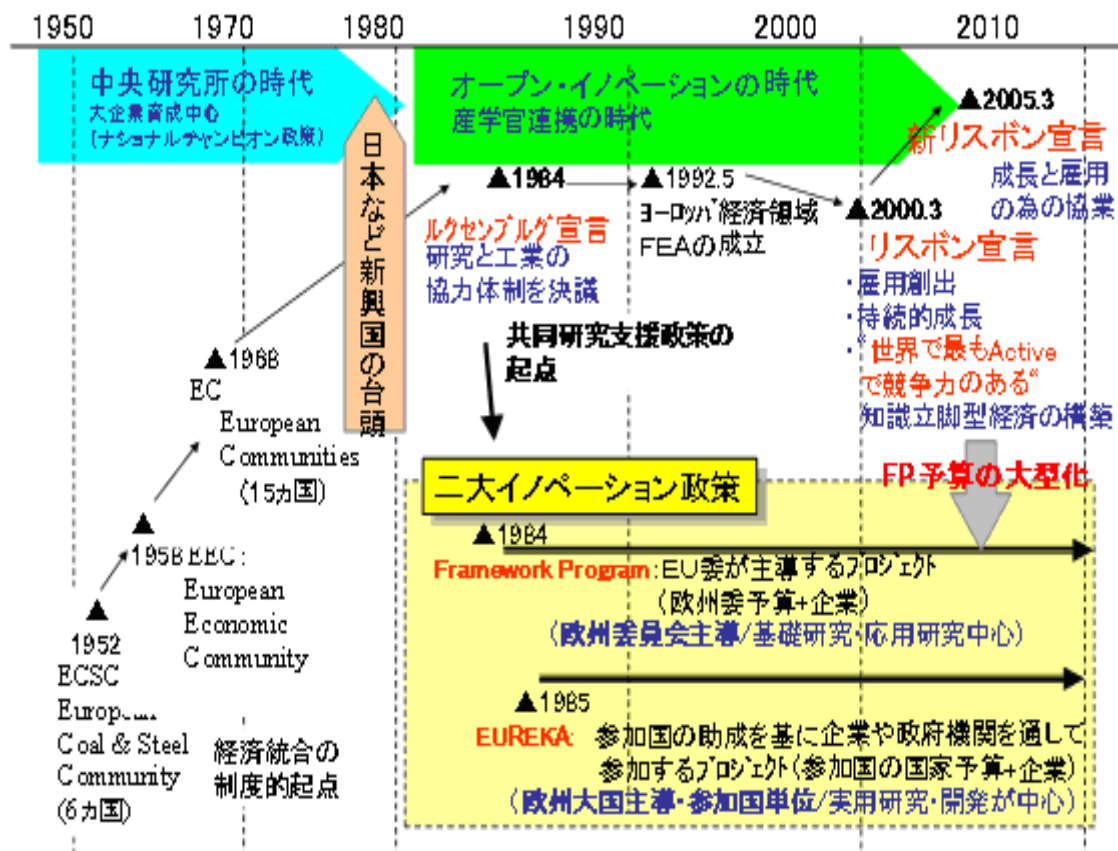 1950
1970
1980
1990
2000
2010
中央研究所の時代
大企業育成中心
(ナショナルチャンピオン政策)
オープン・イノベーションの時代
産学官連携の時代
日本など新興国の台頭
▲2005.3
新リスボン宣言
成長と雇用
の為の協業
▲1984
ルクセンブルグ宣言
研究と工業の
協力体制を決議
▲1992.5
ヨーロッパ経済領域
FEAの成立
▲2000.3
リスボン宣言
・雇用創出
・持続的成長
・“世界で最もActive
で競争力のある“
知識立脚型経済の構築
共同研究支援政策の
起点
▲1968
EC
European
Communities
(15ヵ国)
▲
1958 EEC:
European
Economic
Community
▲
1952
ECSC
European
Coal & Steel
Community
(6カ国)
経済統合の
制度的起点
FP予算の大型化
二大イノベーション政策
▲1984
Framework Program:EU委が主導するプロジェクト
(欧州委予算+企業)
(欧州委員会主導/基礎研究・応用研究中心)
▲1985
EUREKA: 参加国の助成を基に企業や政府機関を通して
参加するプロジェクト(参加国の国家予算+企業)
(欧州大国主導・参加国単位/実用研究・開発が中心)